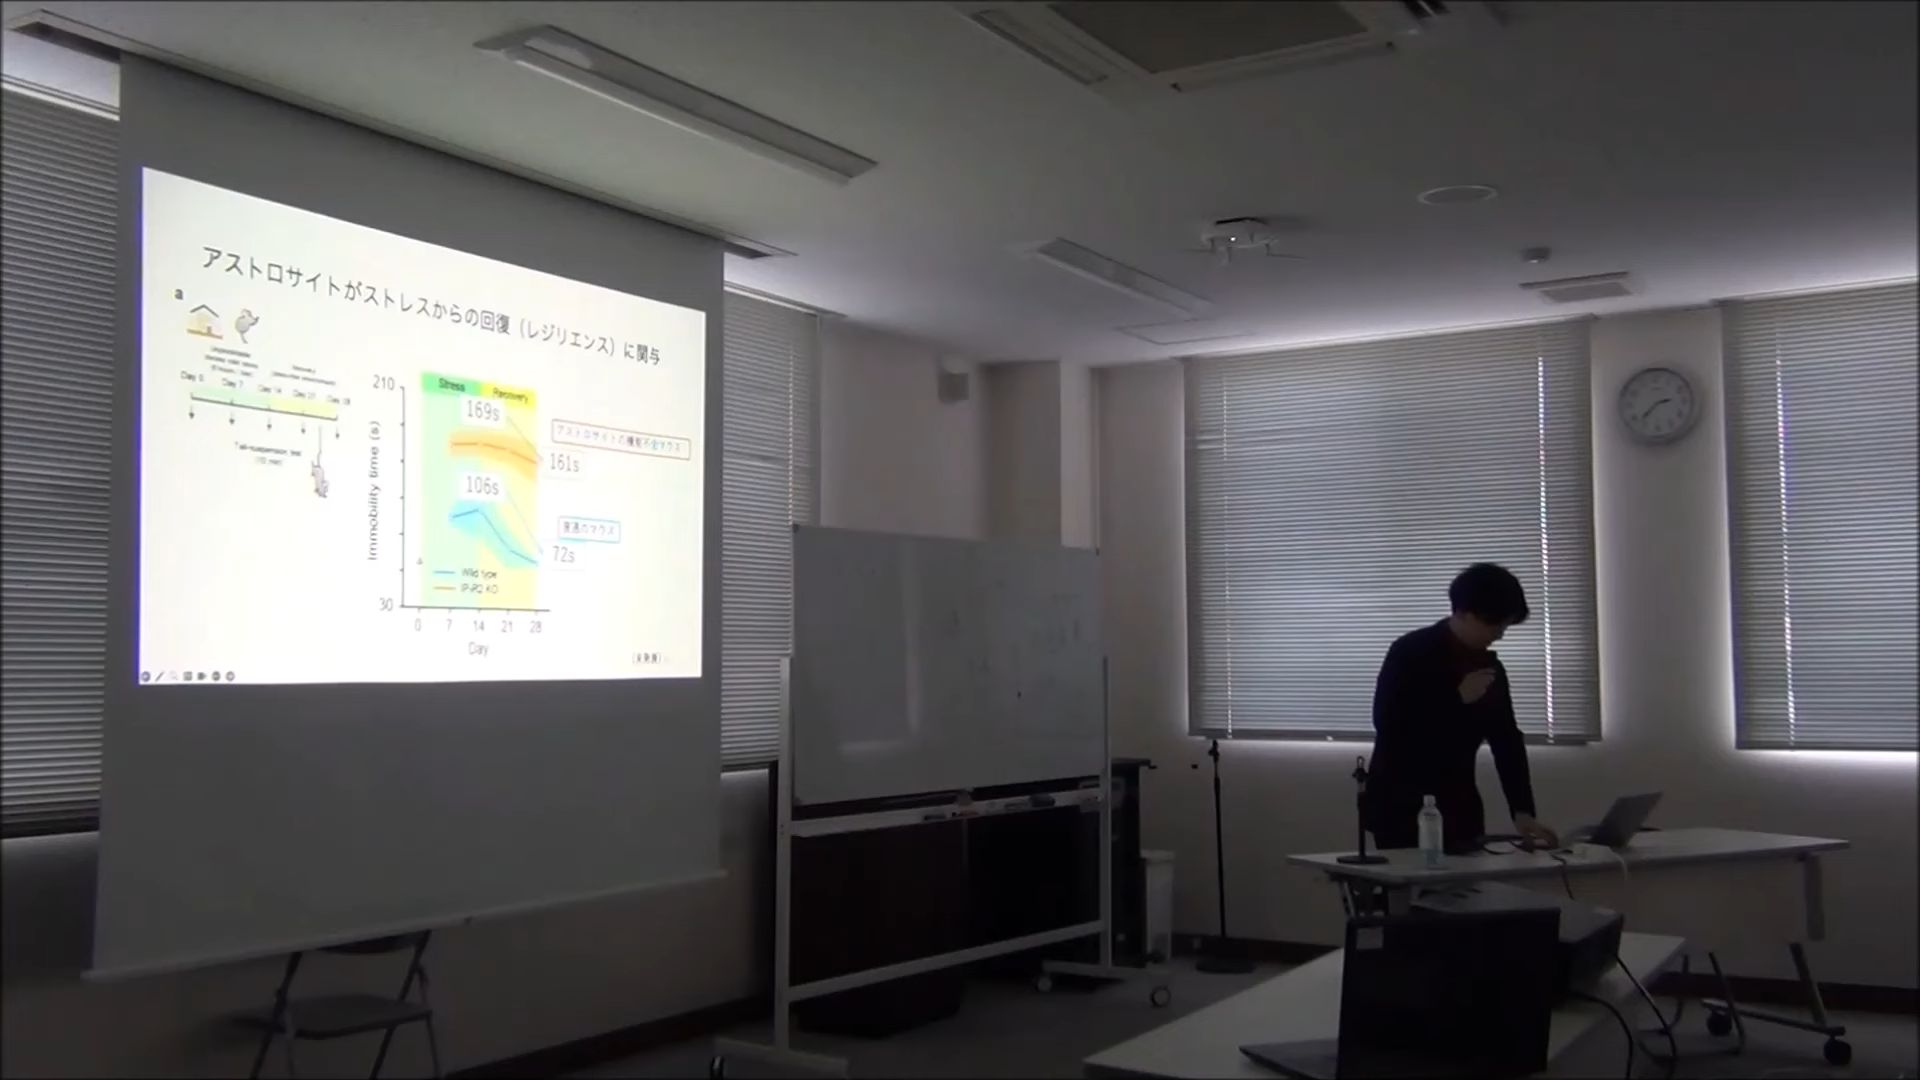 アストロサイトがストレスからの回復（レジリエンス）に関与
a
Day 0 Day 7 Day 14 Day 21 Day 28
Tail-suspension test
(10 min)
Immobility time (s)
210
30
Stress Recovery
169s
161s
106s
72s
アストロサイトの機能不全マウス
普通のマウス
Wild type
IP₃R2 KO
0 7 14 21 28
Day